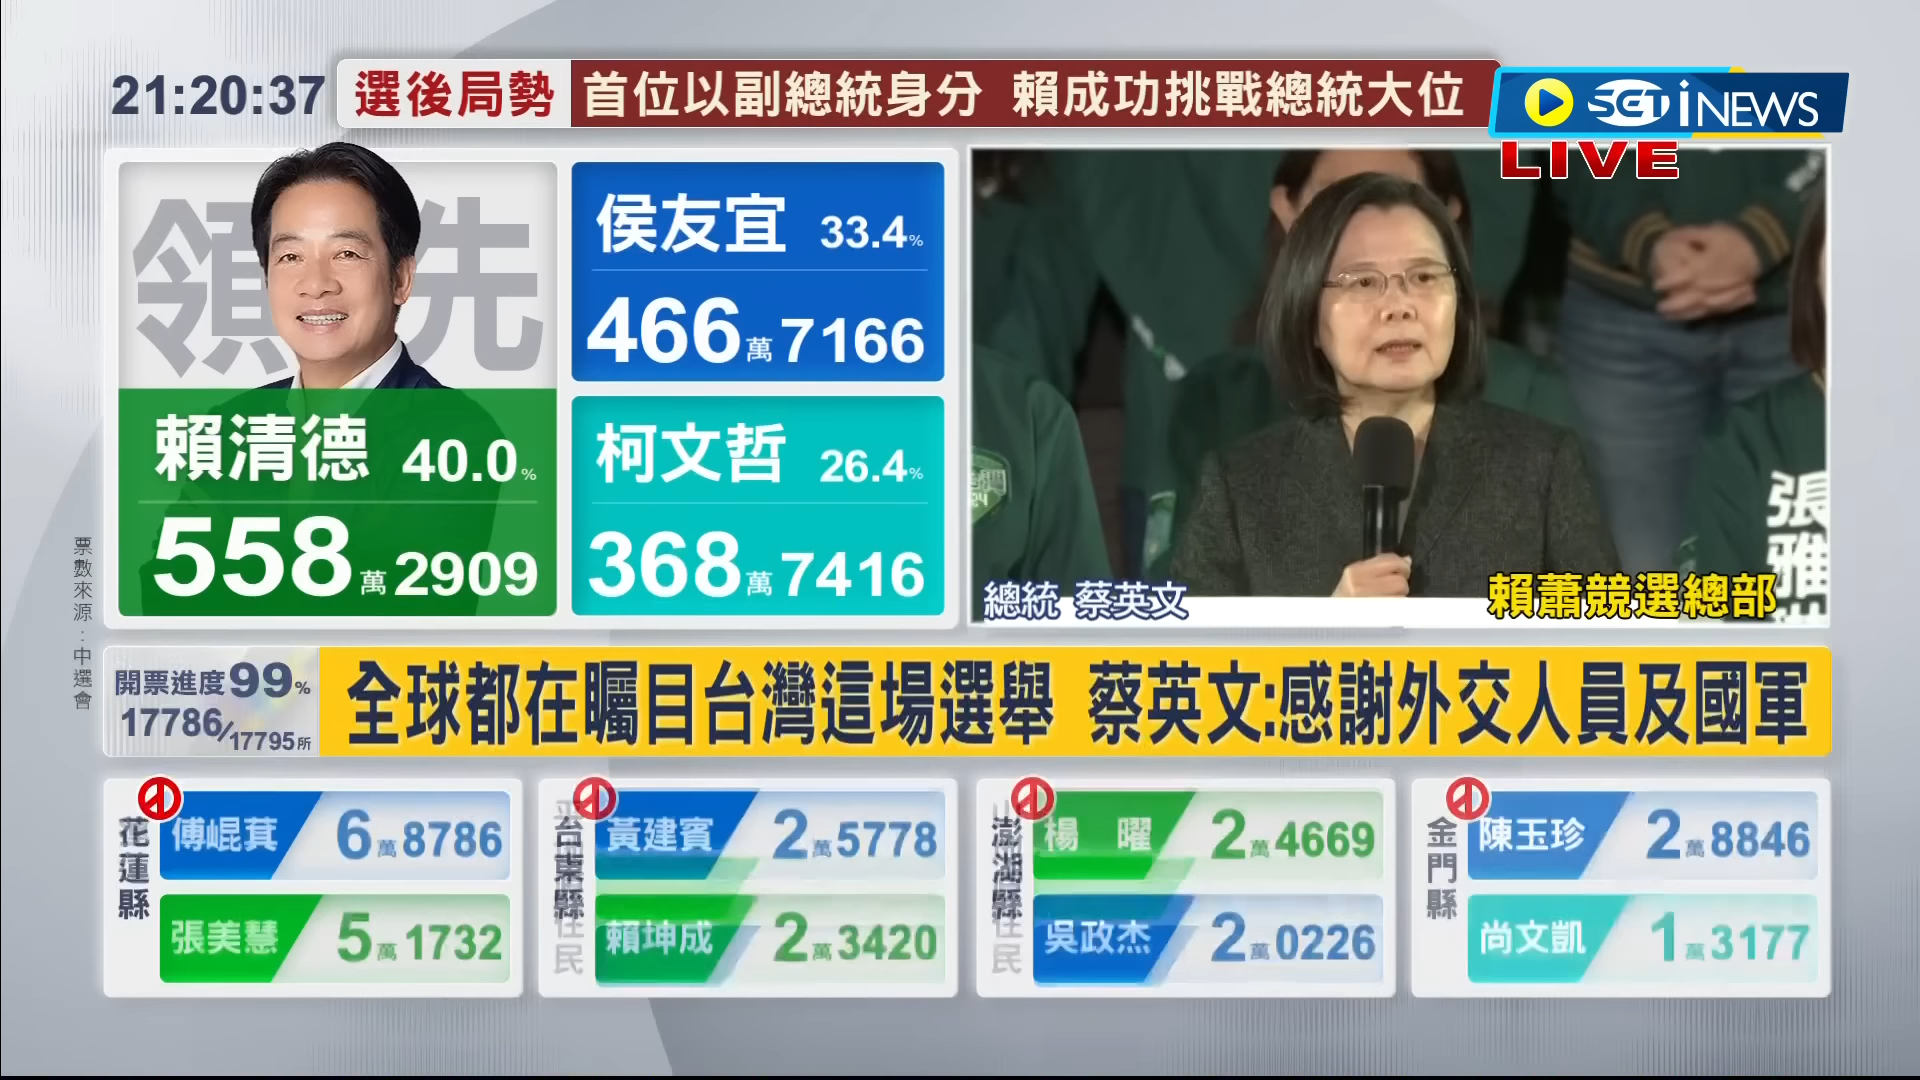 21:20:37
選後局勢
首位以副總統身分 賴成功挑戰總統大位
SETiNEWS
LIVE
領先
賴清德 40.0%
558萬2909
侯友宜 33.4%
466萬7166
柯文哲 26.4%
368萬7416
總統 蔡英文
賴蕭競選總部
張雅
票數來源:中選會
開票進度99%
17786/17795所
全球都在矚目台灣這場選舉 蔡英文:感謝外交人員及國軍
花蓮縣
傅崐萁 6萬8786
張美慧 5萬1732
台東縣
黃建賓 2萬5778
賴坤成 2萬3420
澎湖縣
楊 曜 2萬4669
吳政杰 2萬0226
金門縣
陳玉珍 2萬8846
尚文凱 1萬3177